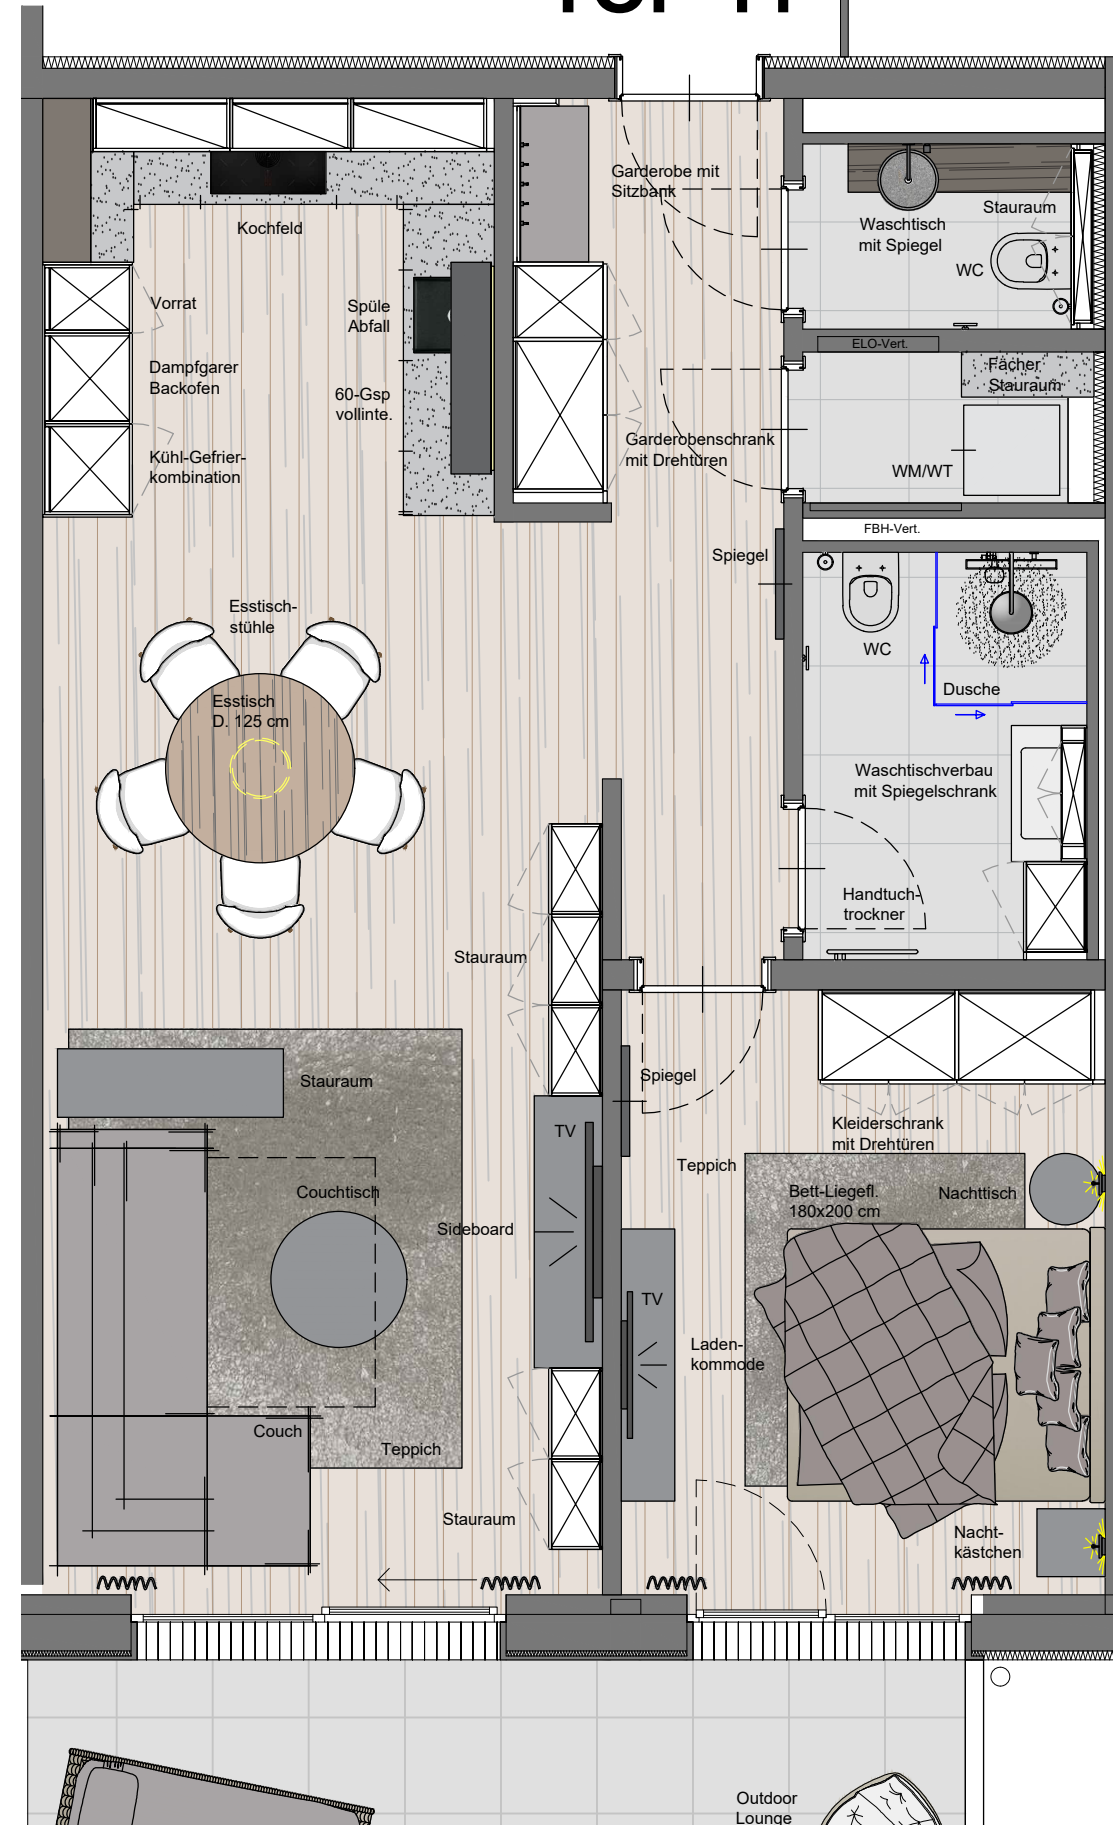 TOP 11
Garderobe mit
Sitzbank
Stauraum
Waschtisch
mit Spiegel
WC
Kochfeld
Vorrat
Spüle
Abfall
ELO-Vert.
Dampfgarer
Backofen
Fächer
Stauraum
60-Gsp
vollinte.
Garderobenschrank
mit Drehtüren
Kühl-Gefrier-
kombination
WM/WT
FBH-Vert.
Spiegel
Esstisch-
stühle
WC
Dusche
Esstisch
D. 125 cm
Waschtischverbau
mit Spiegelschrank
Handtuch-
trockner
Stauraum
Stauraum
Spiegel
Kleiderschrank
mit Drehtüren
TV
Teppich
Couchtisch
Bett-Liegefl.
180x200 cm
Nachttisch
Sideboard
TV
Laden-
kommode
Couch
Teppich
Stauraum
Nacht-
kästchen
Outdoor
Lounge